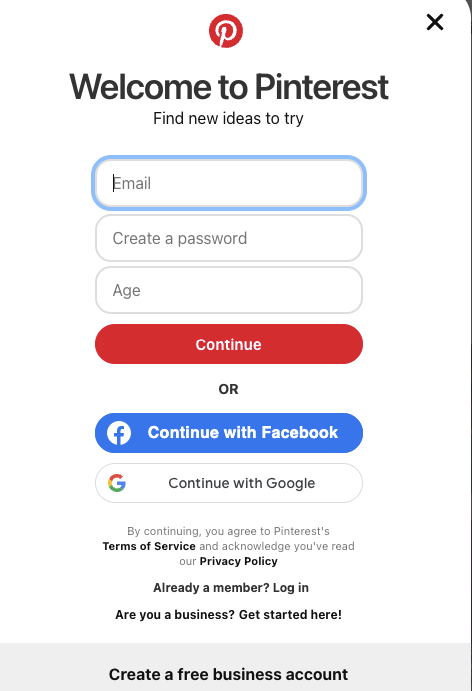 Welcome to Pinterest
Find new ideas to try
Email
Create a password
Age
Continue
OR
Continue with Facebook
Continue with Google
By continuing, you agree to Pinterest's
Terms of Service and acknowledge you've read
our Privacy Policy
Already a member? Log in
Are you a business? Get started here!
Create a free business account